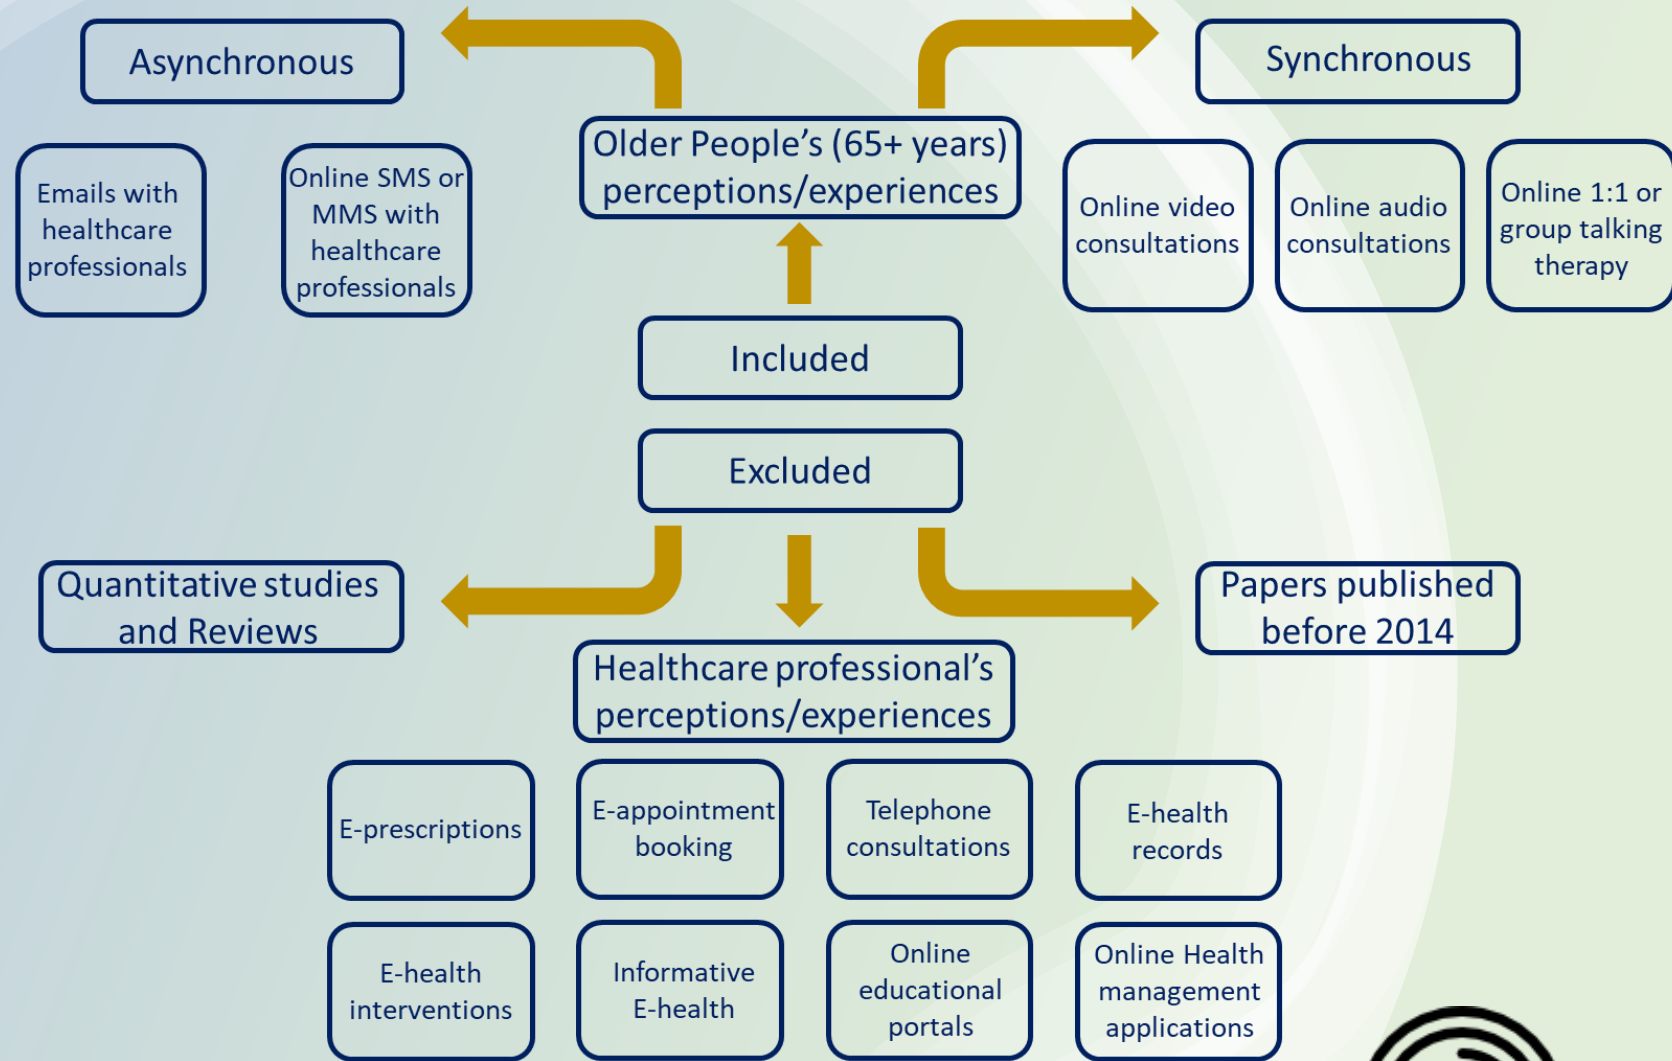 Asynchronous
Synchronous
Older People's (65+ years)
perceptions/experiences
Emails with
healthcare
professionals
Online SMS or
MMS with
healthcare
professionals
Online video
consultations
Online audio
consultations
Online 1:1 or
group talking
therapy
Included
Excluded
Quantitative studies
and Reviews
Papers published
before 2014
Healthcare professional's
perceptions/experiences
E-prescriptions
E-appointment
booking
Telephone
consultations
E-health
records
E-health
interventions
Informative
E-health
Online
educational
portals
Online Health
management
applications